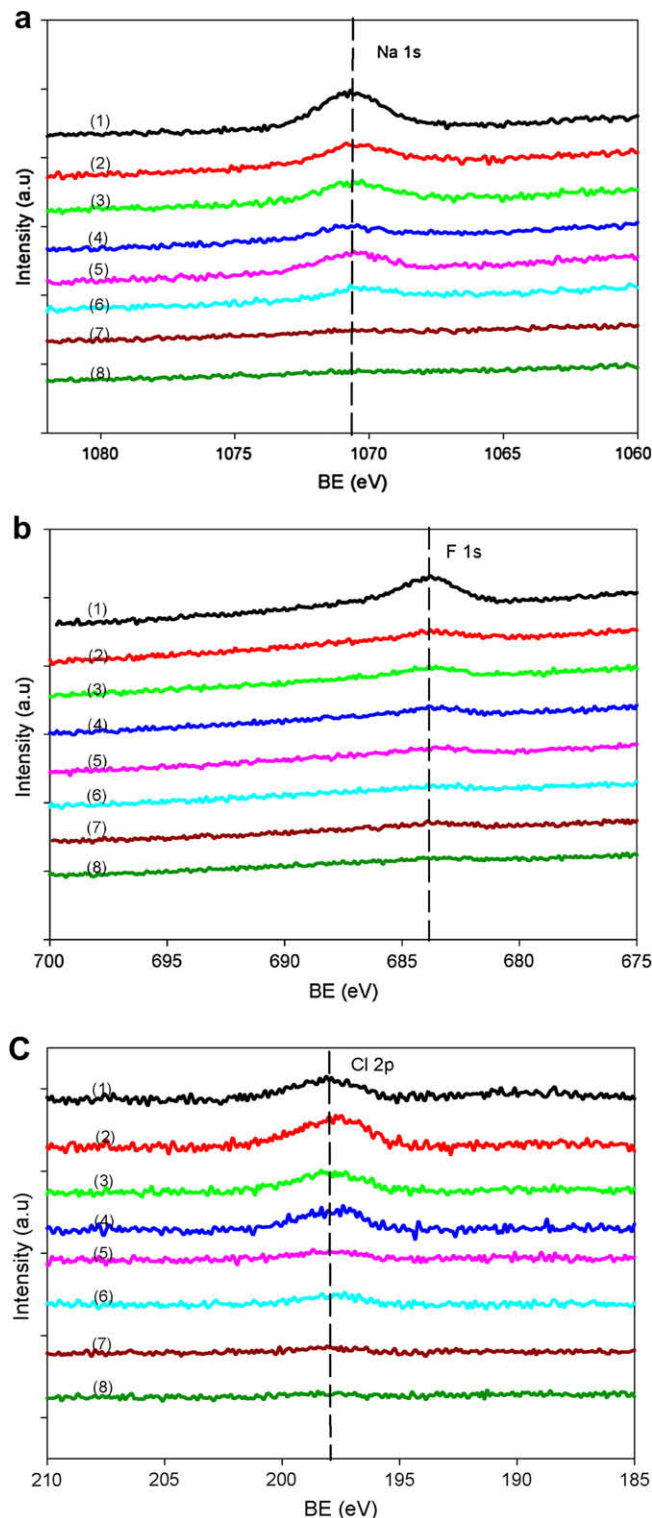 a
Na 1s
(1)
(2)
(3)
(4)
(5)
(6)
(7)
(8)
Intensity (a.u)
1080 1075 1070 1065 1060
BE (eV)
b
F 1s
(1)
(2)
(3)
(4)
(5)
(6)
(7)
(8)
Intensity (a.u)
700 695 690 685 680 675
BE (eV)
C
Cl 2p
(1)
(2)
(3)
(4)
(5)
(6)
(7)
(8)
Intensity (a.u)
210 205 200 195 190 185
BE (eV)